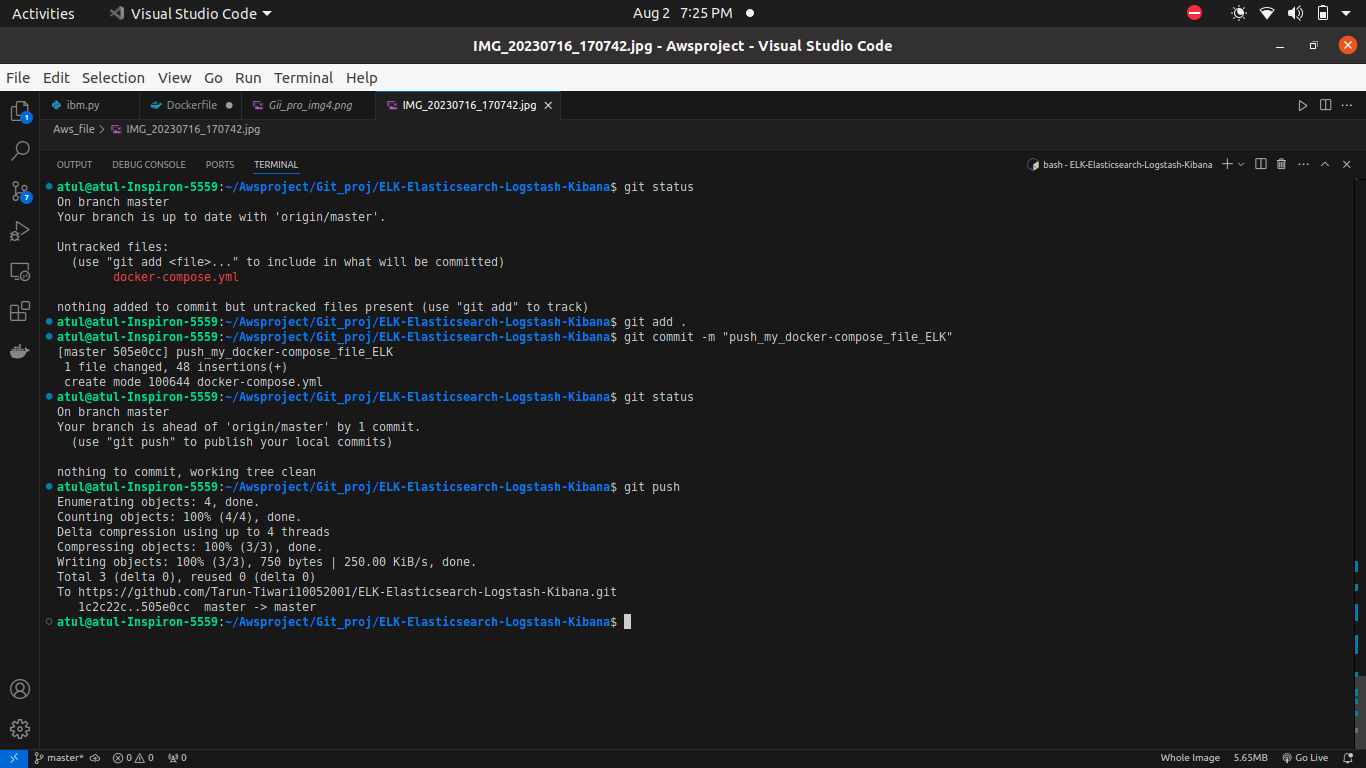 Activities Visual Studio Code Aug 2 7:25 PM
IMG_20230716_170742.jpg - Awsproject - Visual Studio Code
File Edit Selection View Go Run Terminal Help
ibm.py Dockerfile Gii_pro_img4.png IMG_20230716_170742.jpg
Aws_file > IMG_20230716_170742.jpg
1
7
OUTPUT DEBUG CONSOLE PORTS TERMINAL bash - ELK-Elasticsearch-Logstash-Kibana
atul@atul-Inspiron-5559:~/Awsproject/Git_proj/ELK-Elasticsearch-Logstash-Kibana$ git status
On branch master
Your branch is up to date with 'origin/master'.
Untracked files:
(use "git add <file>..." to include in what will be committed)
docker-compose.yml
nothing added to commit but untracked files present (use "git add" to track)
atul@atul-Inspiron-5559:~/Awsproject/Git_proj/ELK-Elasticsearch-Logstash-Kibana$ git add .
atul@atul-Inspiron-5559:~/Awsproject/Git_proj/ELK-Elasticsearch-Logstash-Kibana$ git commit -m "push_my_docker-compose_file_ELK"
[master 505e0cc] push_my_docker-compose_file_ELK
1 file changed, 48 insertions(+)
create mode 100644 docker-compose.yml
atul@atul-Inspiron-5559:~/Awsproject/Git_proj/ELK-Elasticsearch-Logstash-Kibana$ git status
On branch master
Your branch is ahead of 'origin/master' by 1 commit.
(use "git push" to publish your local commits)
nothing to commit, working tree clean
atul@atul-Inspiron-5559:~/Awsproject/Git_proj/ELK-Elasticsearch-Logstash-Kibana$ git push
Enumerating objects: 4, done.
Counting objects: 100% (4/4), done.
Delta compression using up to 4 threads
Compressing objects: 100% (3/3), done.
Writing objects: 100% (3/3), 750 bytes | 250.00 KiB/s, done.
Total 3 (delta 0), reused 0 (delta 0)
To https://github.com/Tarun-Tiwari10052001/ELK-Elasticsearch-Logstash-Kibana.git
1c2c22c..505e0cc master -> master
atul@atul-Inspiron-5559:~/Awsproject/Git_proj/ELK-Elasticsearch-Logstash-Kibana$
master* 0 0 0 Whole Image 5.65MB Go Live